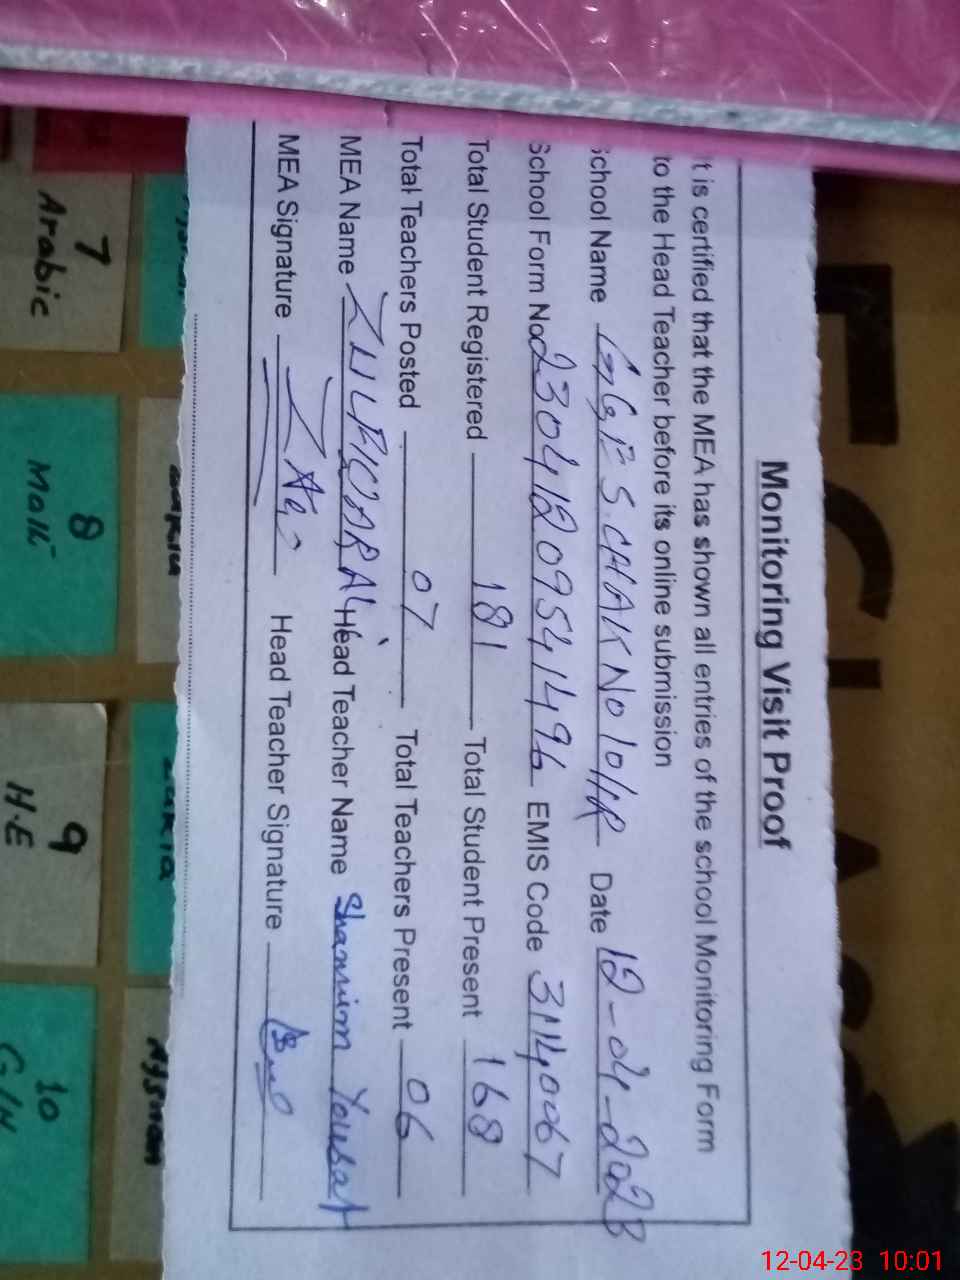 Monitoring Visit Proof
It is certified that the MEA has shown all entries of the school Monitoring Form
to the Head Teacher before its online submission
School Name G.G.E.S. CHAK NO 10/1R Date 12-04-2023
School Form No 23041209541496 EMIS Code 31140067
Total Student Registered 181 Total Student Present 168
Total Teachers Posted 07 Total Teachers Present 06
MEA Name ZULFIQAR ALI Head Teacher Name Shamim Yousaf
MEA Signature Head Teacher Signature
7
Arabic
8
Math
9
H.E
10
12-04-23 10:01